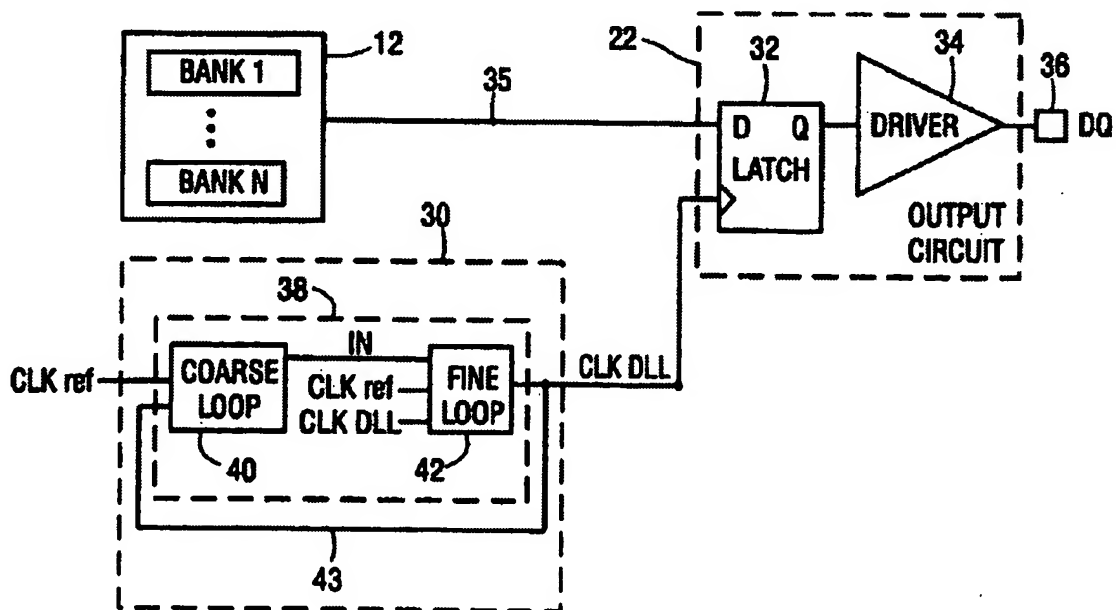 12
BANK 1
BANK N
35
22
32
34
36
D Q
LATCH
DRIVER
DQ
OUTPUT
CIRCUIT
30
38
IN
CLK ref
COARSE
LOOP
CLK ref
CLK DLL
FINE
LOOP
CLK DLL
40
42
43